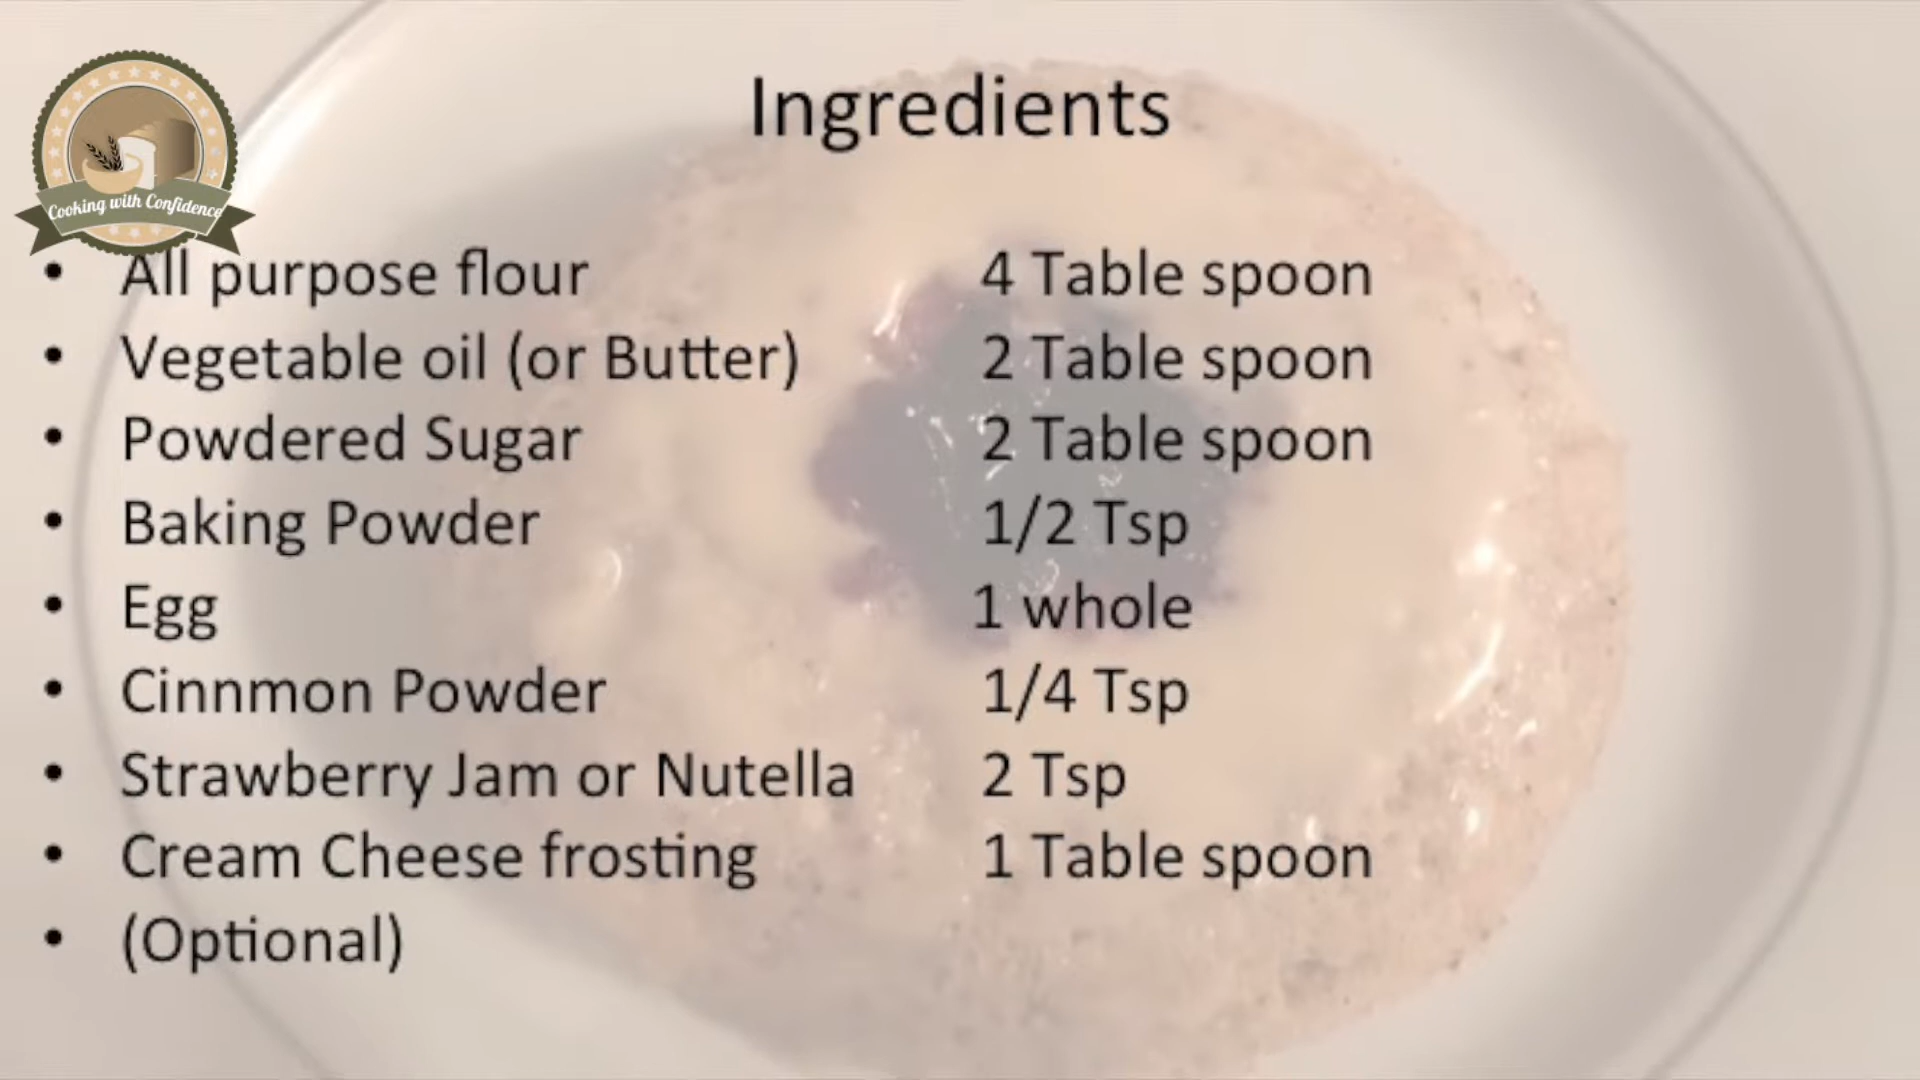 Ingredients
Cooking with Confidence
• All purpose flour 4 Table spoon
• Vegetable oil (or Butter) 2 Table spoon
• Powdered Sugar 2 Table spoon
• Baking Powder 1/2 Tsp
• Egg 1 whole
• Cinnmon Powder 1/4 Tsp
• Strawberry Jam or Nutella 2 Tsp
• Cream Cheese frosting 1 Table spoon
• (Optional)